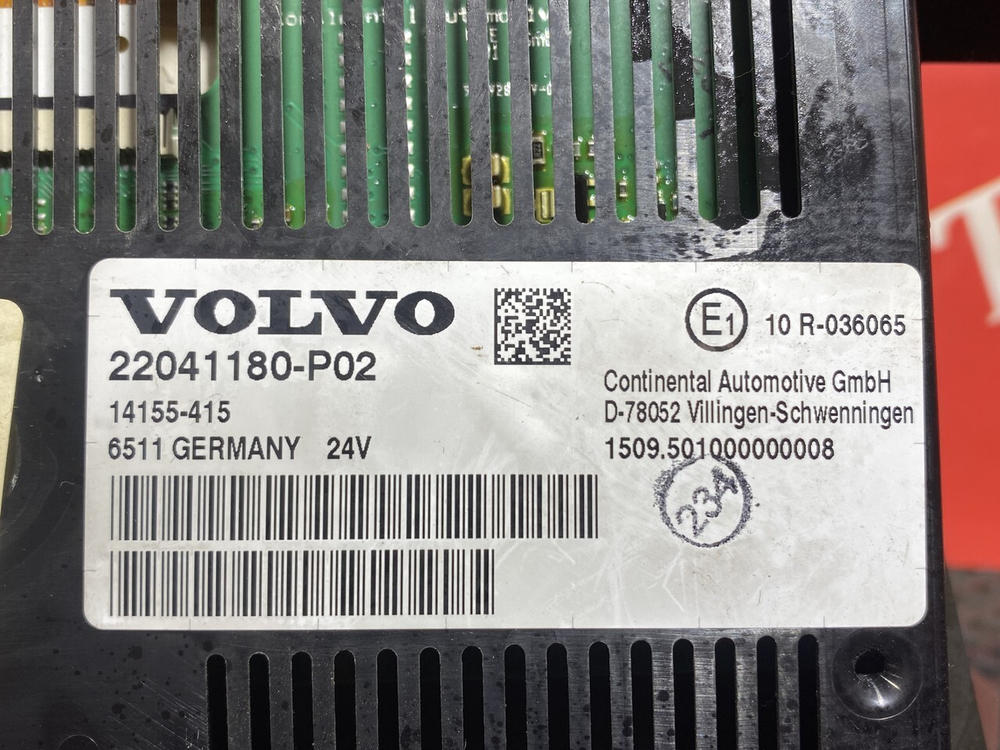 VOLVO
22041180-P02
14155-415
6511 GERMANY 24V
E1 10 R-036065
Continental Automotive GmbH
D-78052 Villingen-Schwenningen
1509.501000000008
234